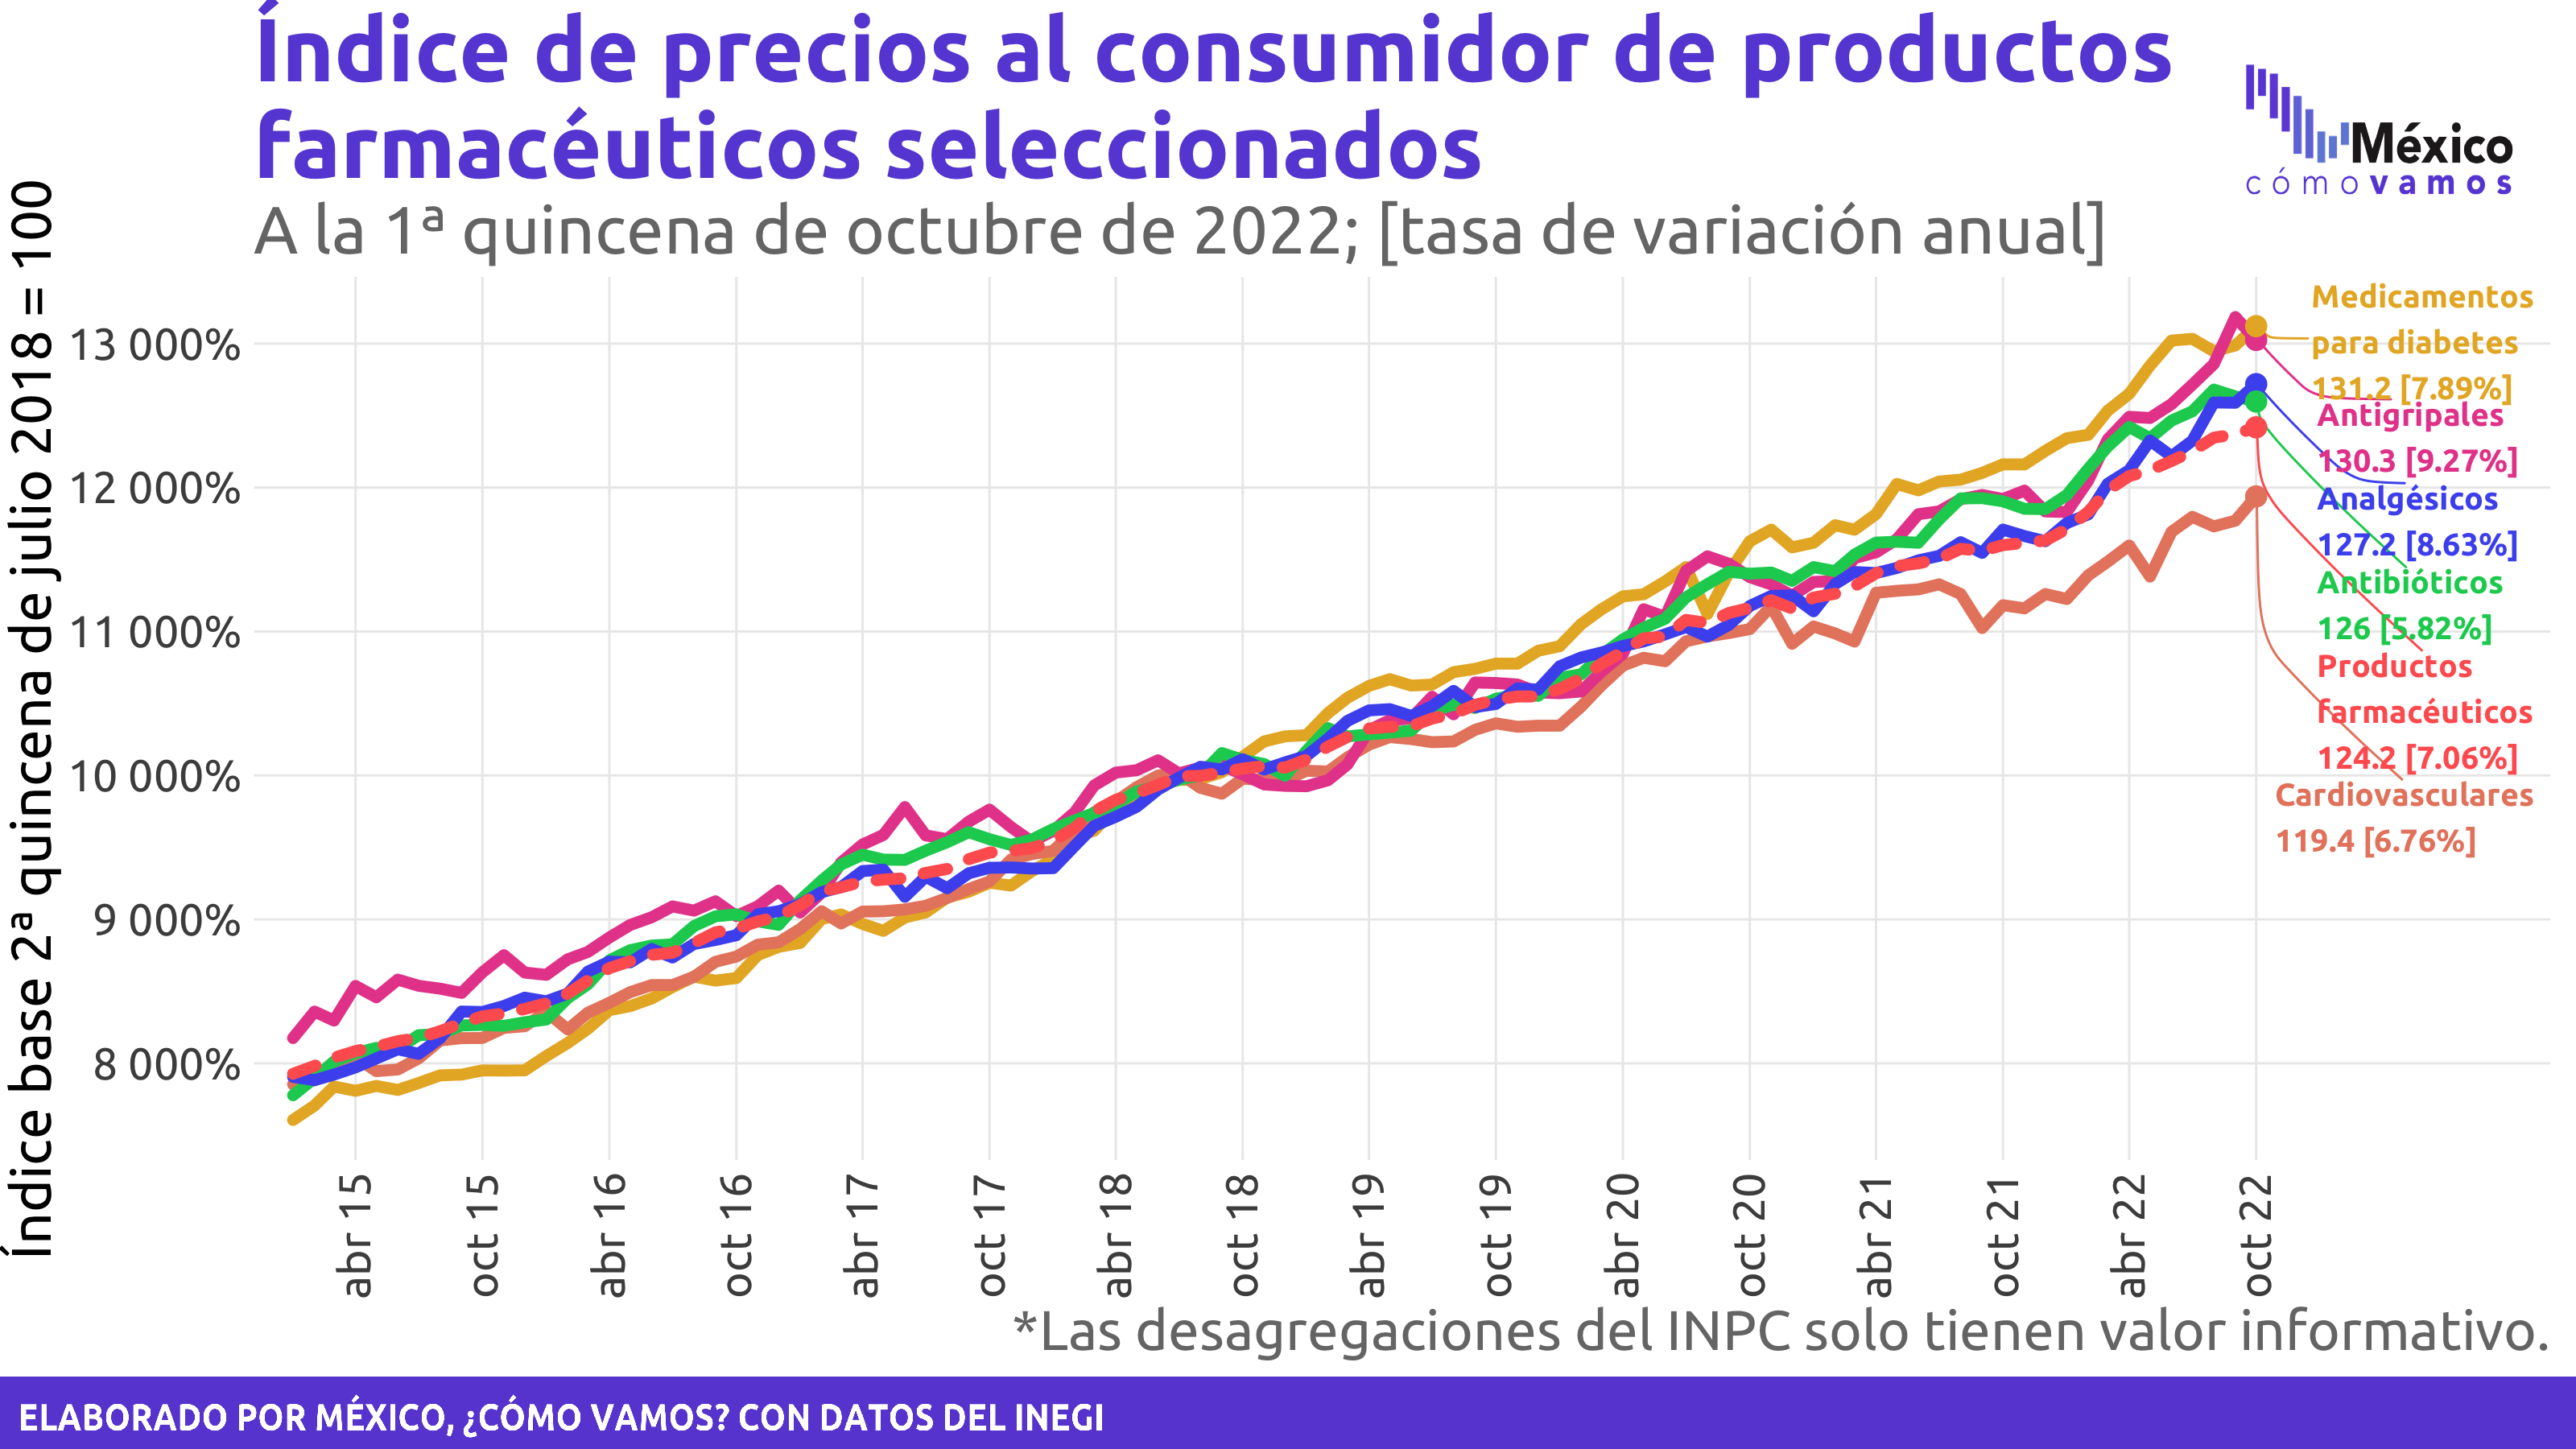 Índice de precios al consumidor de productos
farmacéuticos seleccionados
México
cómo vamos
A la 1ª quincena de octubre de 2022; [tasa de variación anual]
Índice base 2ª quincena de julio 2018 = 100
13 000%
12 000%
11 000%
10 000%
9 000%
8 000%
Medicamentos
para diabetes
131.2 [7.89%]
Antigripales
130.3 [9.27%]
Analgésicos
127.2 [8.63%]
Antibióticos
126 [5.82%]
Productos
farmacéuticos
124.2 [7.06%]
Cardiovasculares
119.4 [6.76%]
abr 15
oct 15
abr 16
oct 16
abr 17
oct 17
abr 18
oct 18
abr 19
oct 19
abr 20
oct 20
abr 21
oct 21
abr 22
oct 22
*Las desagregaciones del INPC solo tienen valor informativo.
ELABORADO POR MÉXICO, ¿CÓMO VAMOS? CON DATOS DEL INEGI